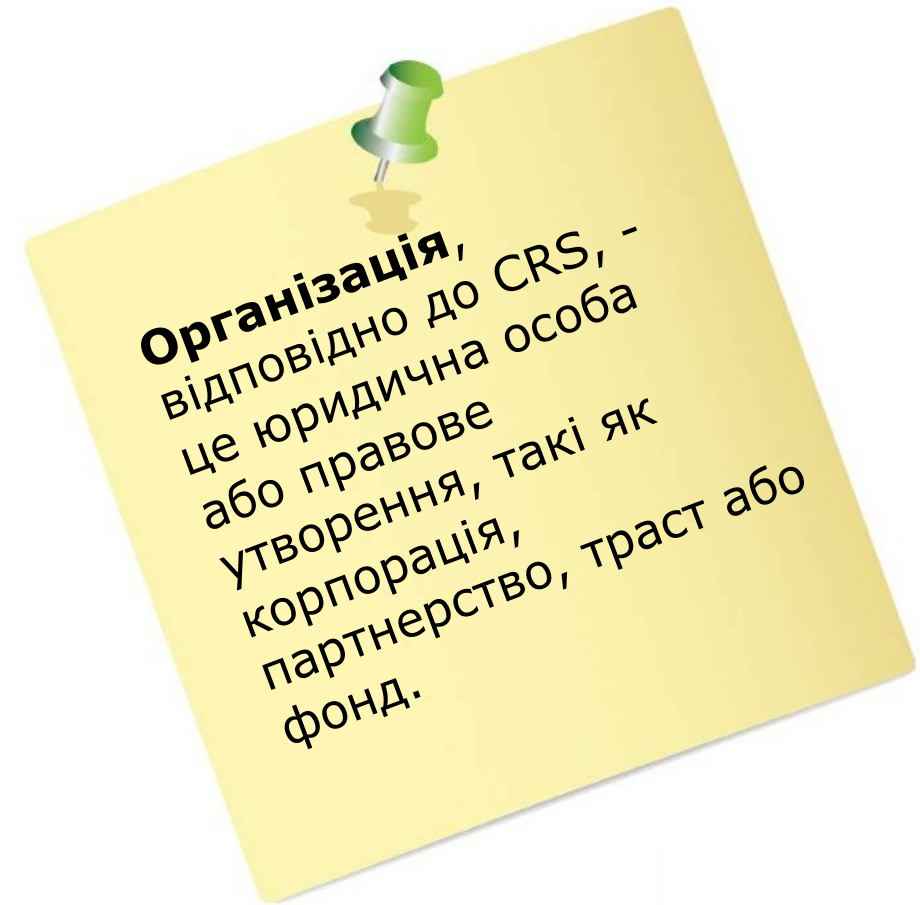 Організація,
відповідно до CRS, -
це юридична особа
або правове
утворення, такі як
корпорація,
партнерство, траст або
фонд.